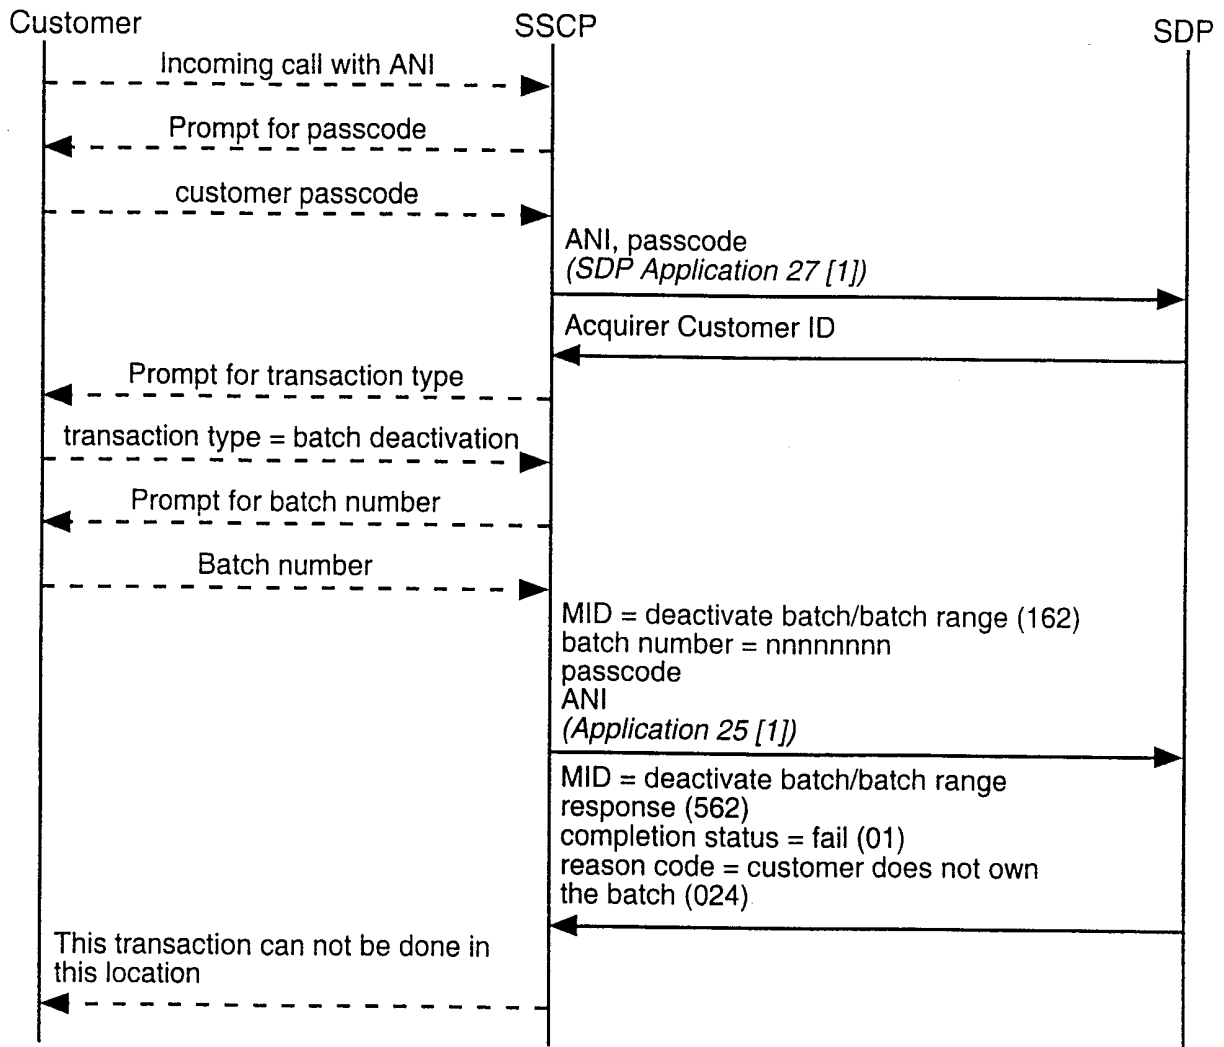 Customer
SSCP
SDP
Incoming call with ANI
Prompt for passcode
customer passcode
ANI, passcode
(SDP Application 27 [1])
Acquirer Customer ID
Prompt for transaction type
transaction type = batch deactivation
Prompt for batch number
Batch number
MID = deactivate batch/batch range (162)
batch number = nnnnnnnn
passcode
ANI
(Application 25 [1])
MID = deactivate batch/batch range
response (562)
completion status = fail (01)
reason code = customer does not own
the batch (024)
This transaction can not be done in
this location